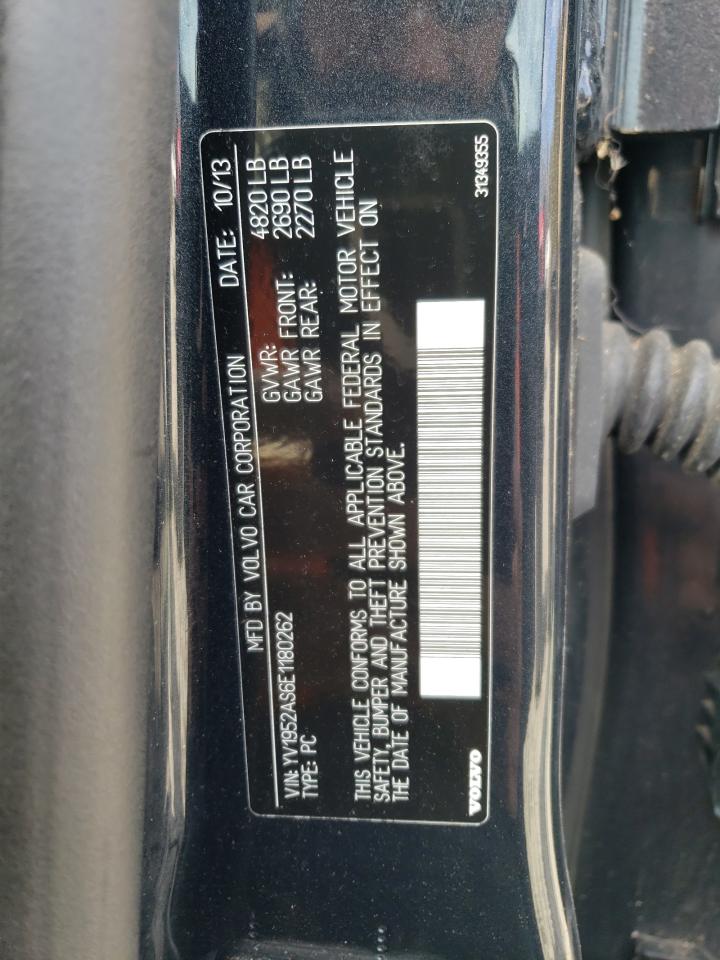 MFD BY VOLVO CAR CORPORATION DATE: 10/13
VIN: YV1952AS6E1180262 GVWR: 4820 LB
TYPE: PC GAWR FRONT: 2690 LB
GAWR REAR: 2270 LB
THIS VEHICLE CONFORMS TO ALL APPLICABLE FEDERAL MOTOR VEHICLE
SAFETY, BUMPER AND THEFT PREVENTION STANDARDS IN EFFECT ON
THE DATE OF MANUFACTURE SHOWN ABOVE.
VOLVO 31349355